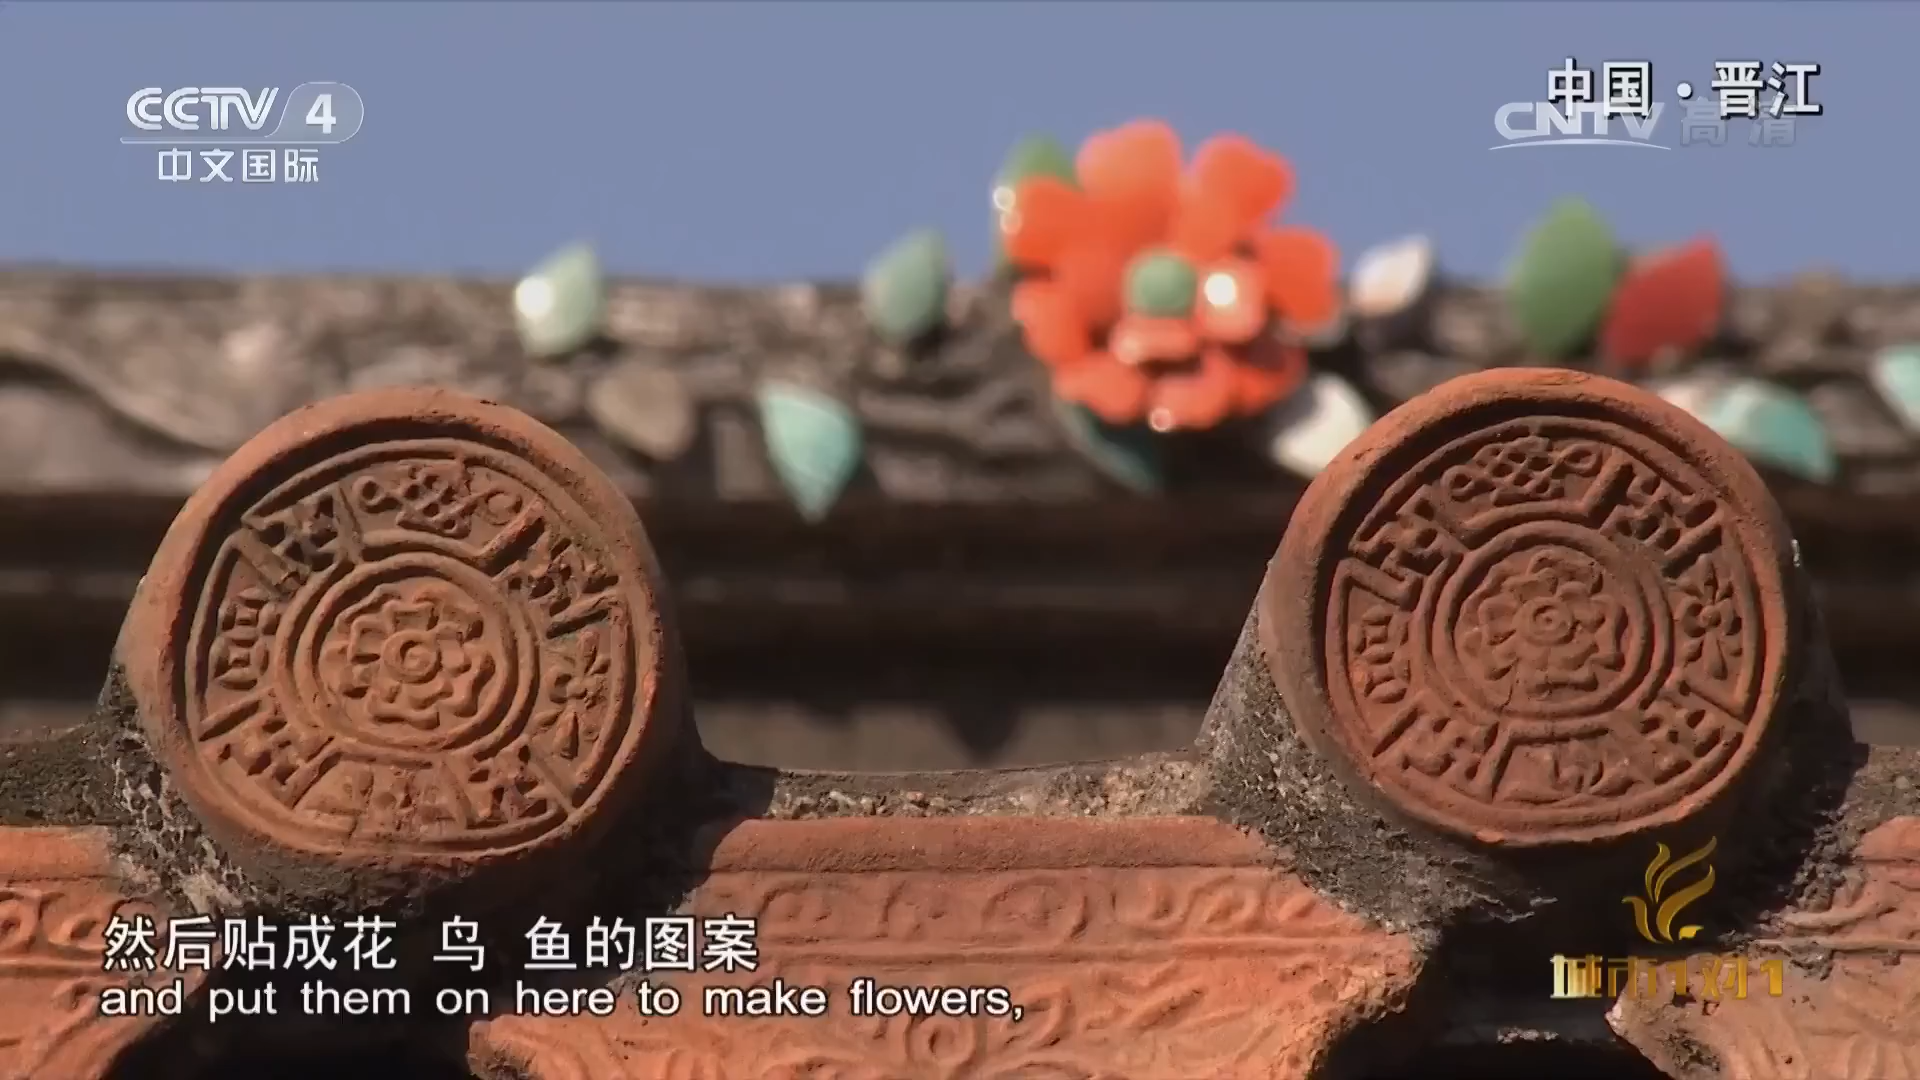 CCTV 4
中文国际
中国·晋江
CNTV 高清
然后贴成花 鸟 鱼的图案
and put them on here to make flowers,
城市1对1